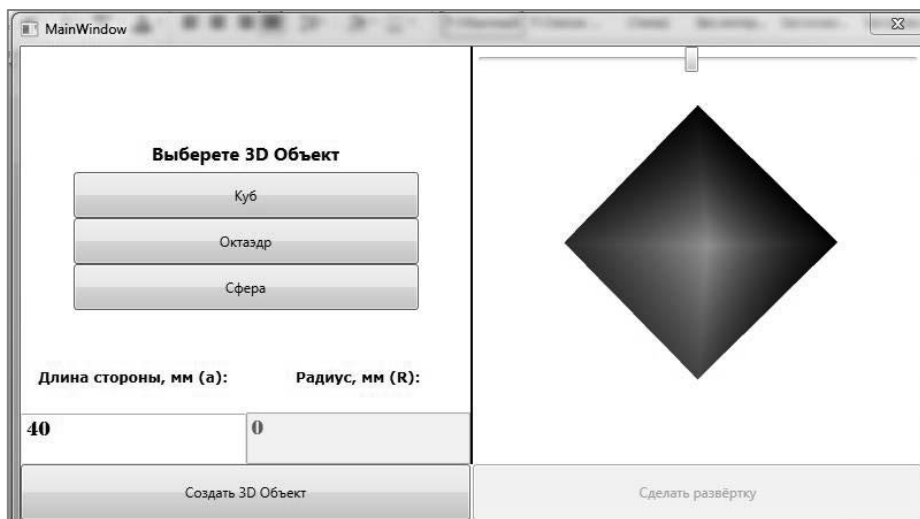 MainWindow
Выберете 3D Объект
Куб
Октаэдр
Сфера
Длина стороны, мм (a): Радиус, мм (R):
40 0
Создать 3D Объект Сделать развёртку